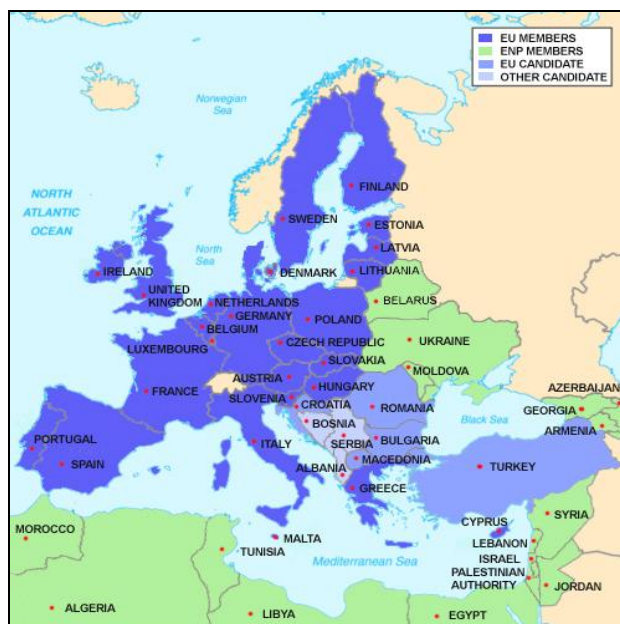 EU MEMBERS
ENP MEMBERS
EU CANDIDATE
OTHER CANDIDATE
Norwegian
Sea
NORTH
ATLANTIC
OCEAN
FINLAND
SWEDEN
ESTONIA
North
Sea
LATVIA
IRELAND
DENMARK
LITHUANIA
UNITED
KINGDOM
NETHERLANDS
BELARUS
GERMANY
POLAND
BELGIUM
LUXEMBOURG
CZECH REPUBLIC
UKRAINE
SLOVAKIA
MOLDOVA
AUSTRIA
HUNGARY
AZERBAIJAN
FRANCE
SLOVENIA
CROATIA
ROMANIA
GEORGIA
BOSNIA
Black Sea
ARMENIA
PORTUGAL
ITALY
SERBIA
BULGARIA
SPAIN
MACEDONIA
ALBANIA
TURKEY
GREECE
CYPRUS
SYRIA
MOROCCO
MALTA
LEBANON
TUNISIA
Mediterranean Sea
ISRAEL
PALESTINIAN
AUTHORITY
JORDAN
ALGERIA
LIBYA
EGYPT